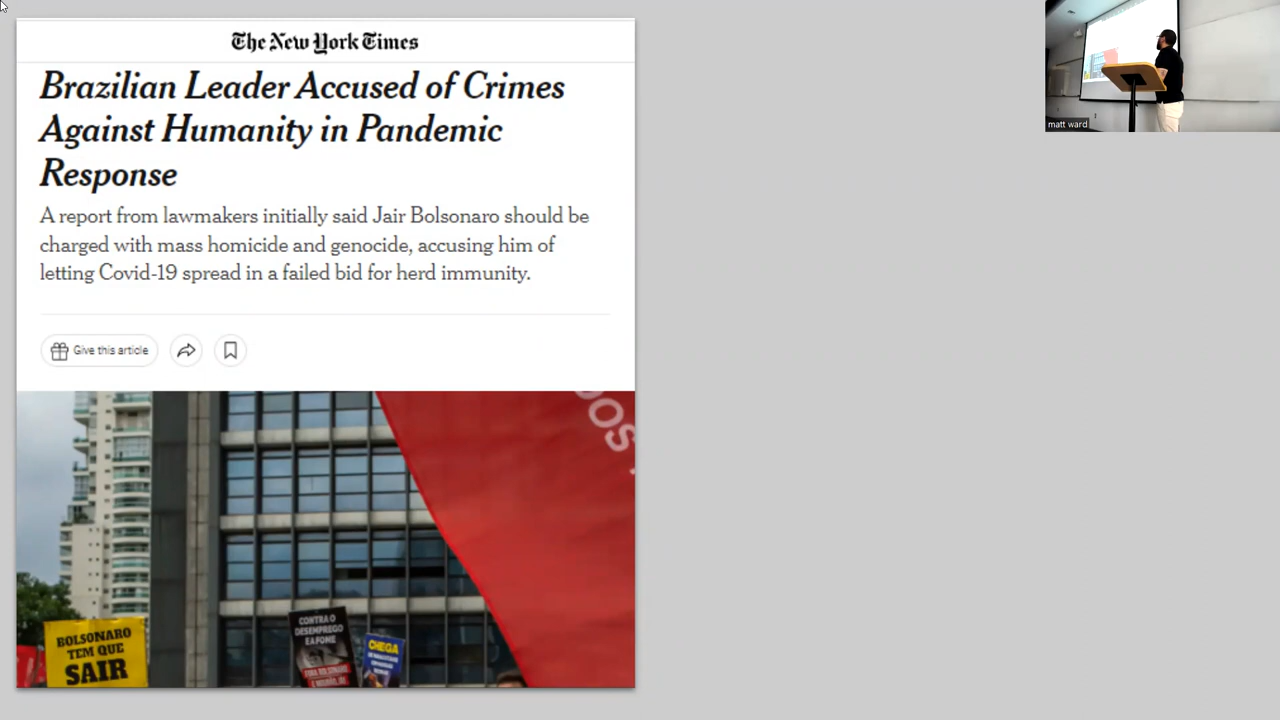 The New York Times
Brazilian Leader Accused of Crimes
Against Humanity in Pandemic
Response
A report from lawmakers initially said Jair Bolsonaro should be
charged with mass homicide and genocide, accusing him of
letting Covid-19 spread in a failed bid for herd immunity.
Give this article
OOS
BOLSONARO
TEM QUE
SAIR
CONTRA O
DESEMPREGO
E A FOME
CHEGA
matt ward